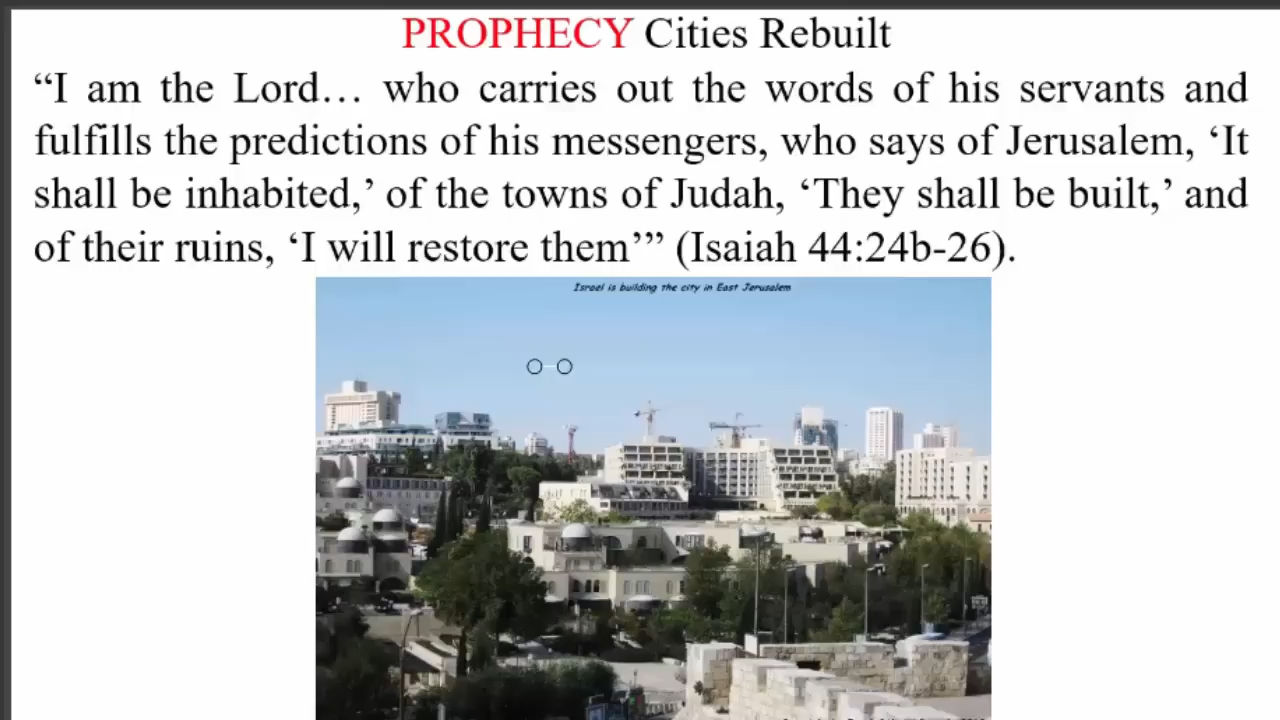 PROPHECY Cities Rebuilt
“I am the Lord… who carries out the words of his servants and
fulfills the predictions of his messengers, who says of Jerusalem, ‘It
shall be inhabited,’ of the towns of Judah, ‘They shall be built,’ and
of their ruins, ‘I will restore them’” (Isaiah 44:24b-26).
Israel is building the city in East Jerusalem